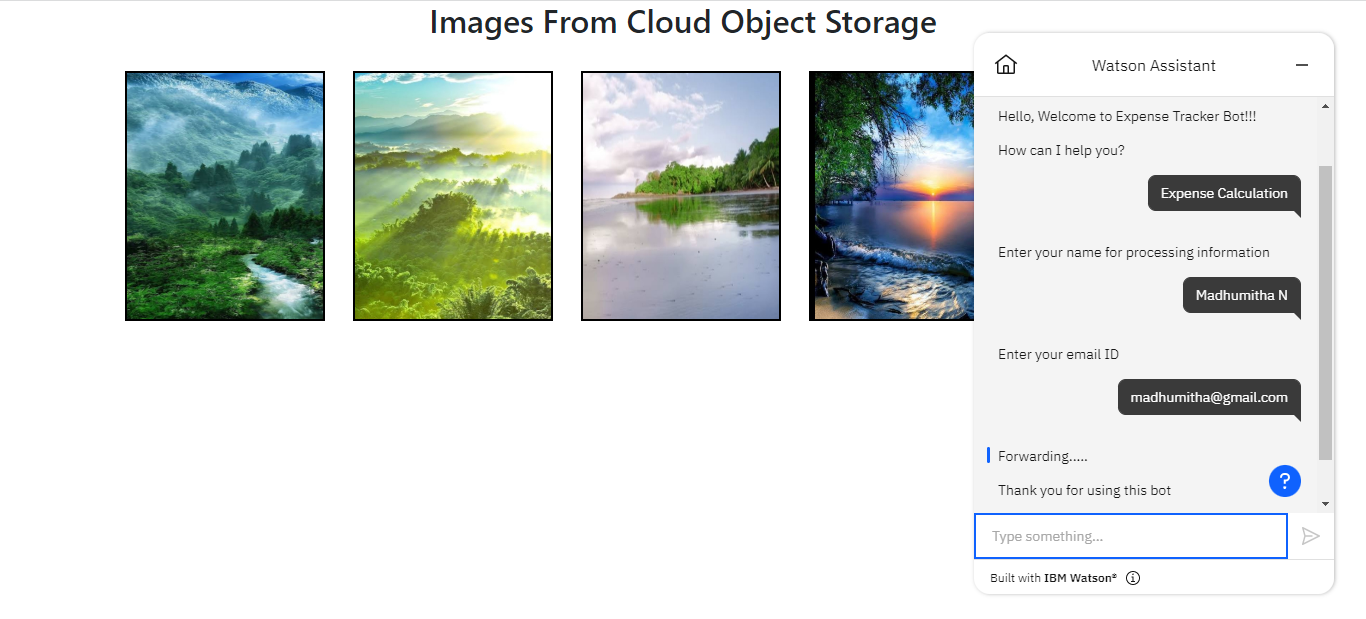 Images From Cloud Object Storage
Watson Assistant
Hello, Welcome to Expense Tracker Bot!!!
How can I help you?
Expense Calculation
Enter your name for processing information
Madhumitha N
Enter your email ID
madhumitha@gmail.com
Forwarding.....
Thank you for using this bot
?
Type something...
Built with IBM Watson®